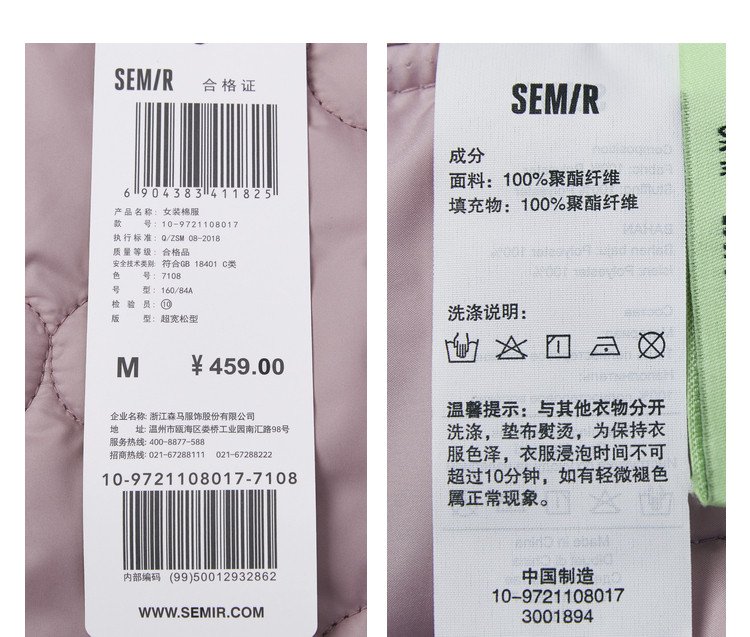 SEMIR 合格证
6 904383 411825
产品名称: 女装棉服
款 号: 10-9721108017
执行标准: Q/ZSM 08-2018
质量等级: 合格品
安全技术类别: 符合GB 18401 C类
色 号: 7108
号 型: 160/84A
检 验 员: ⑩
版 型: 超宽松型
M ¥459.00
企业名称: 浙江森马服饰股份有限公司
地 址: 温州市瓯海区娄桥工业园南汇路98号
服务热线: 400-8877-588
招商热线: 021-67288111 021-67288222
10-9721108017-7108
内部编码 (99)50012932862
WWW.SEMIR.COM
SEMIR
成分
面料: 100%聚酯纤维
填充物: 100%聚酯纤维
洗涤说明:
温馨提示: 与其他衣物分开
洗涤, 垫布熨烫, 为保持衣
服色泽, 衣服浸泡时间不可
超过10分钟, 如有轻微褪色
属正常现象。
中国制造
10-9721108017
3001894